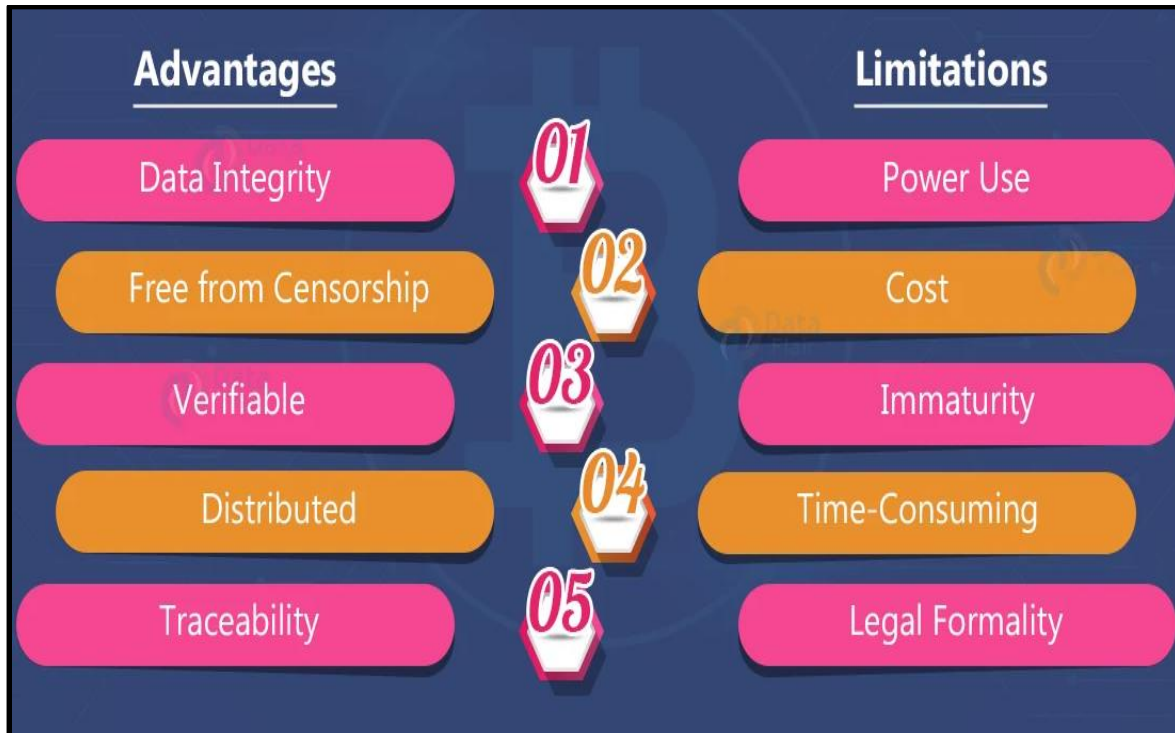 Advantages
Limitations
Data Integrity
01
Power Use
Free from Censorship
02
Cost
Verifiable
03
Immaturity
Distributed
04
Time-Consuming
Traceability
05
Legal Formality
Data